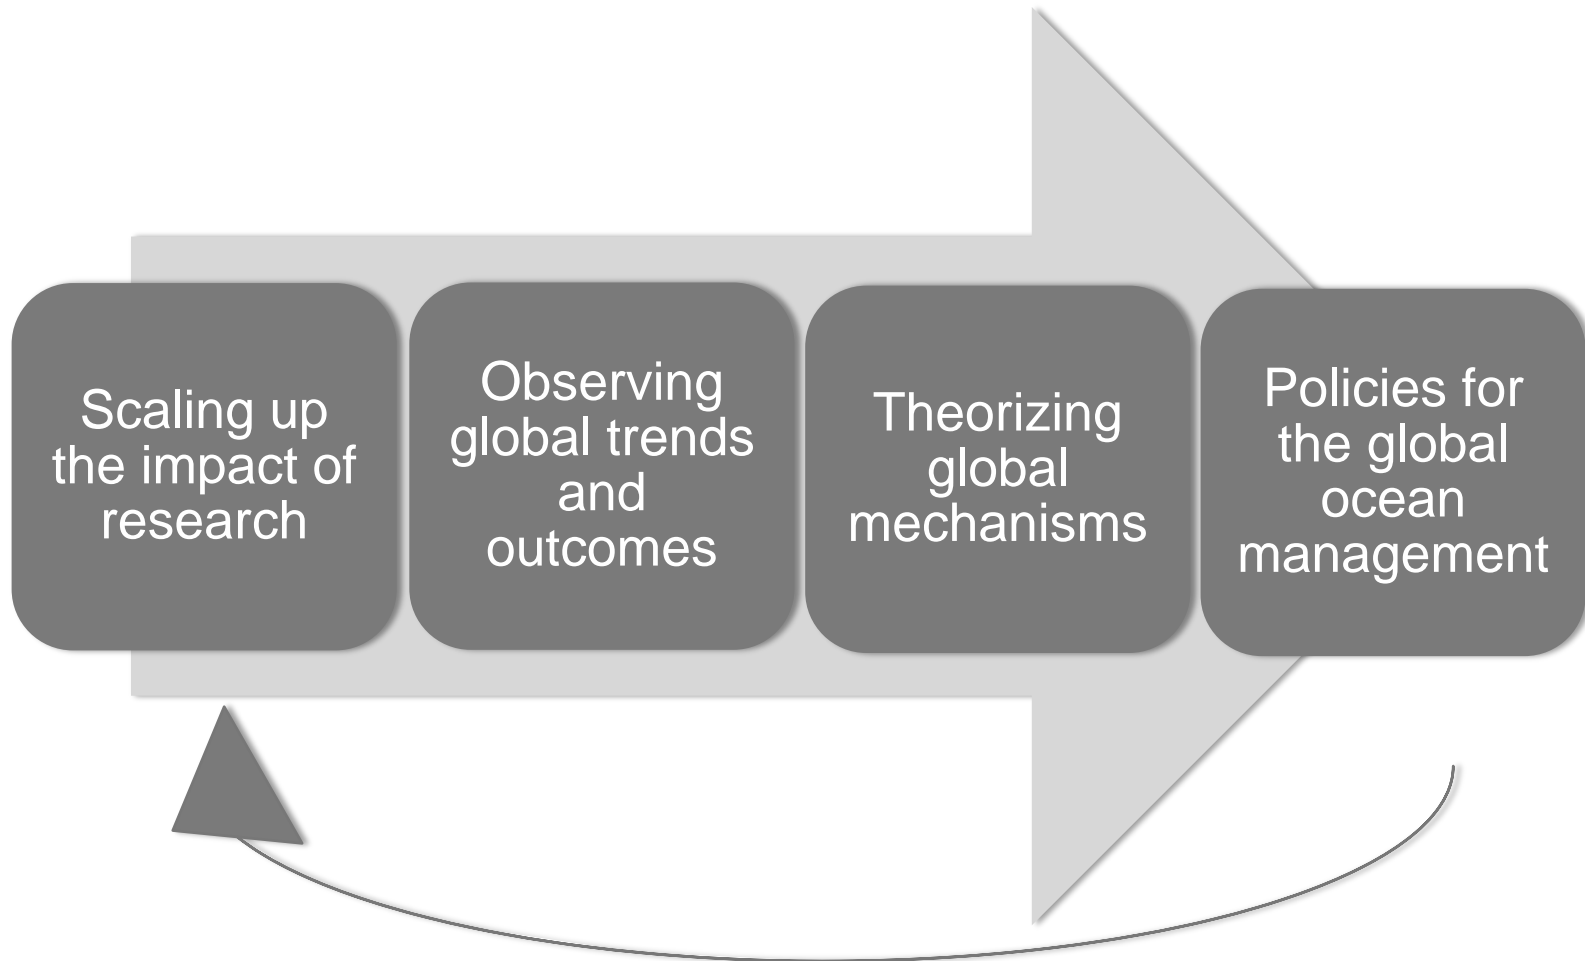 Scaling up
the impact of
research
Observing
global trends
and
outcomes
Theorizing
global
mechanisms
Policies for
the global
ocean
management